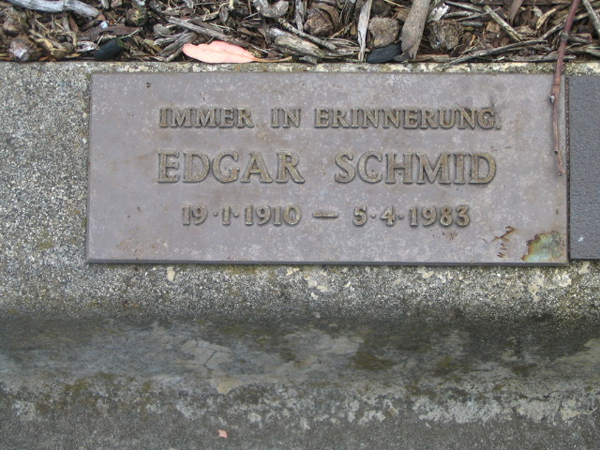 IMMER IN ERINNERUNG.
EDGAR SCHMID
19·1·1910 — 5·4·1983